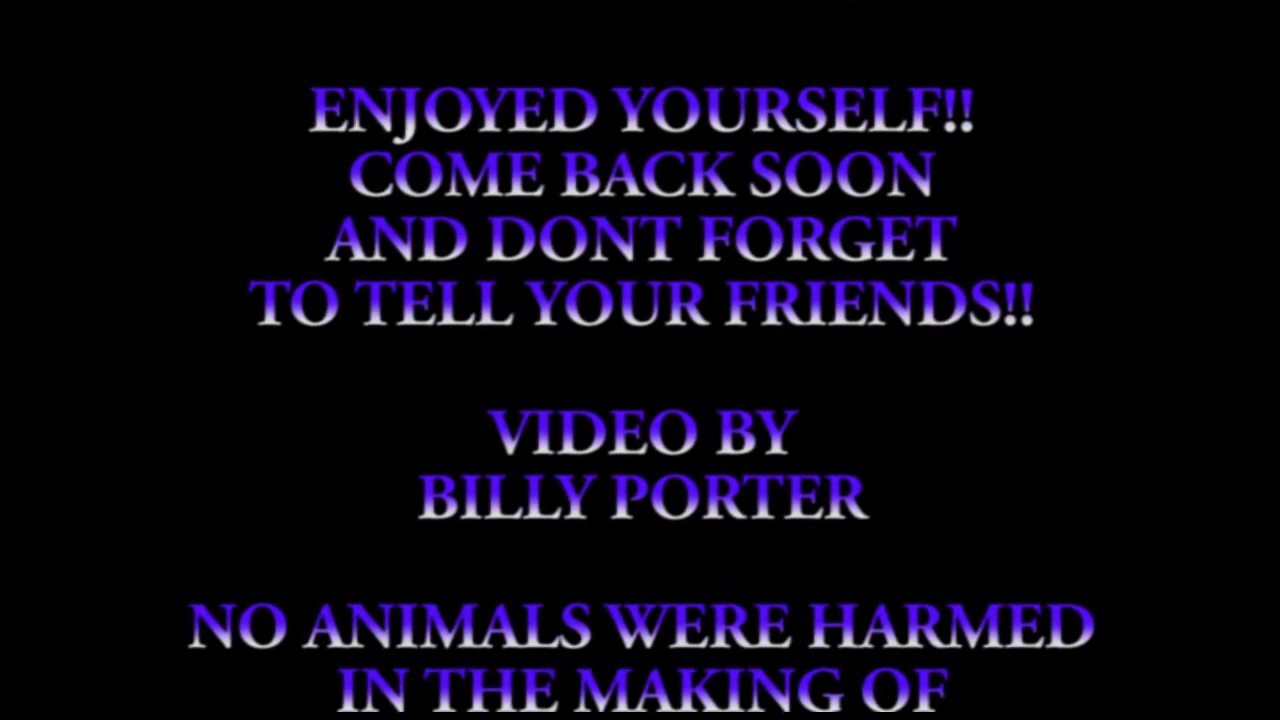 ENJOYED YOURSELF!!
COME BACK SOON
AND DONT FORGET
TO TELL YOUR FRIENDS!!
VIDEO BY
BILLY PORTER
NO ANIMALS WERE HARMED
IN THE MAKING OF